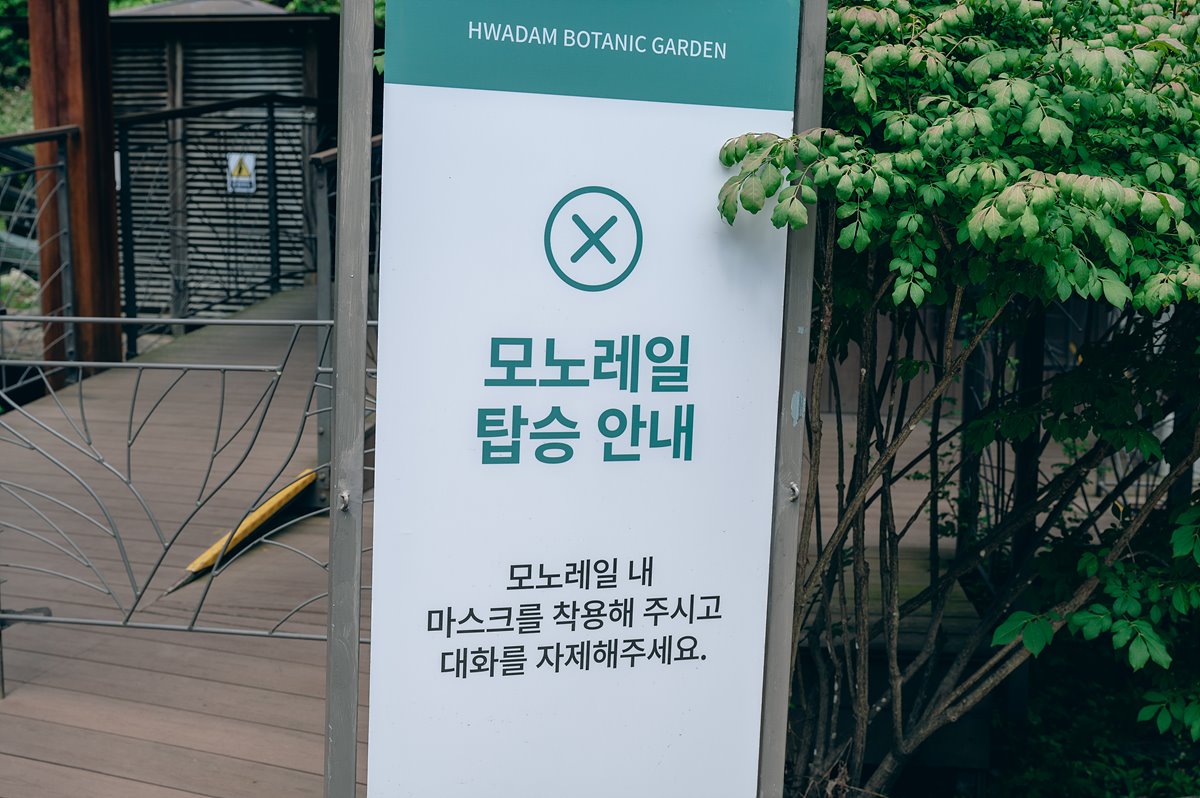 HWADAM BOTANIC GARDEN
모노레일
탑승 안내
모노레일 내
마스크를 착용해 주시고
대화를 자제해주세요.